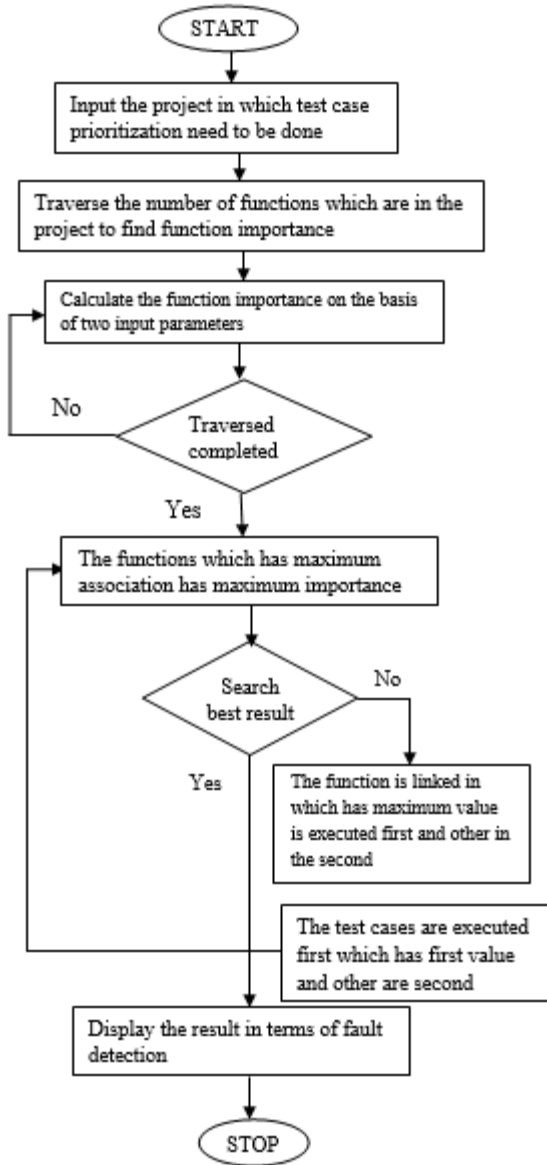 START
Input the project in which test case
prioritization need to be done
Traverse the number of functions which are in the
project to find function importance
Calculate the function importance on the basis
of two input parameters
No
Traversed
completed
Yes
The functions which has maximum
association has maximum importance
Search
best result
No
Yes
The function is linked in
which has maximum value
is executed first and other in
the second
The test cases are executed
first which has first value
and other are second
Display the result in terms of fault
detection
STOP